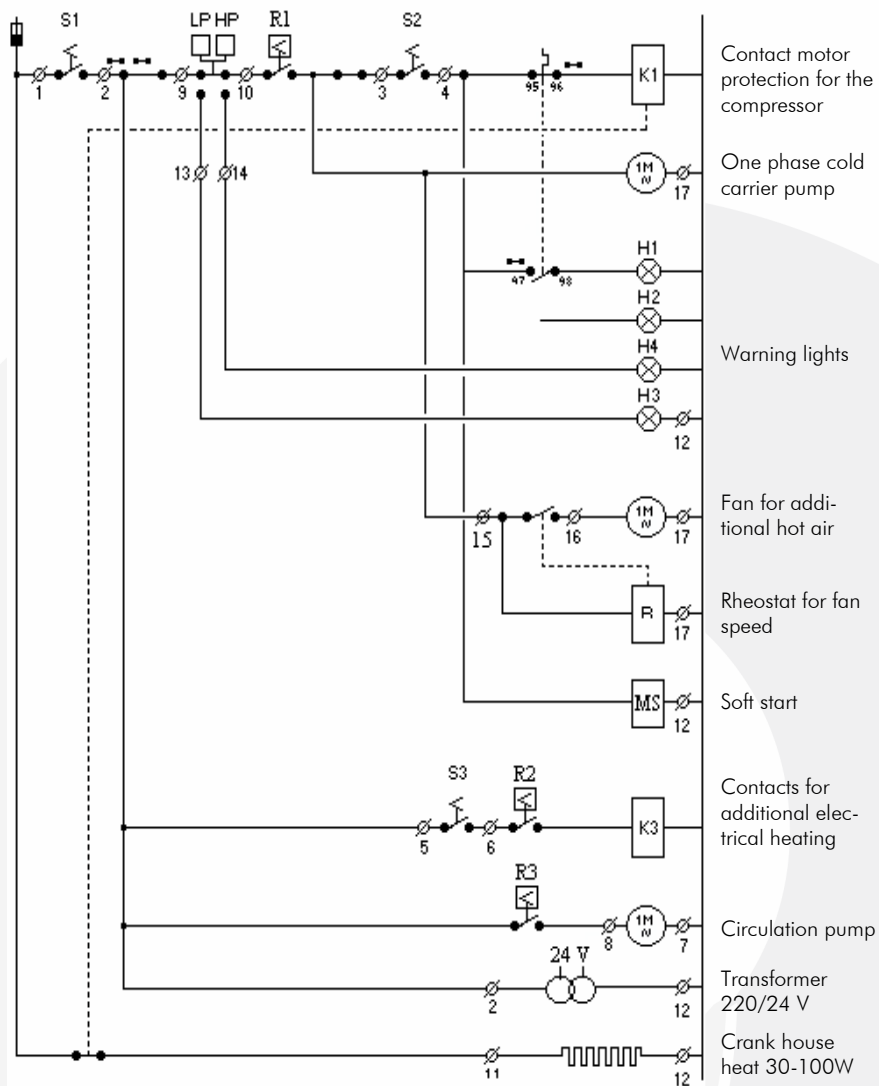 S1
LP HP
R1
S2
1
2
9
10
3
4
95 96
K1
Contact motor
protection for the
compressor
13
14
1M
N
17
One phase cold
carrier pump
97
98
H1
H2
H4
H3
12
Warning lights
15
16
1M
N
17
Fan for addi-
tional hot air
R
17
Rheostat for fan
speed
MS
12
Soft start
S3
R2
5
6
K3
Contacts for
additional elec-
trical heating
R3
8
1M
N
7
Circulation pump
24 V
2
12
Transformer
220/24 V
11
12
Crank house
heat 30-100W